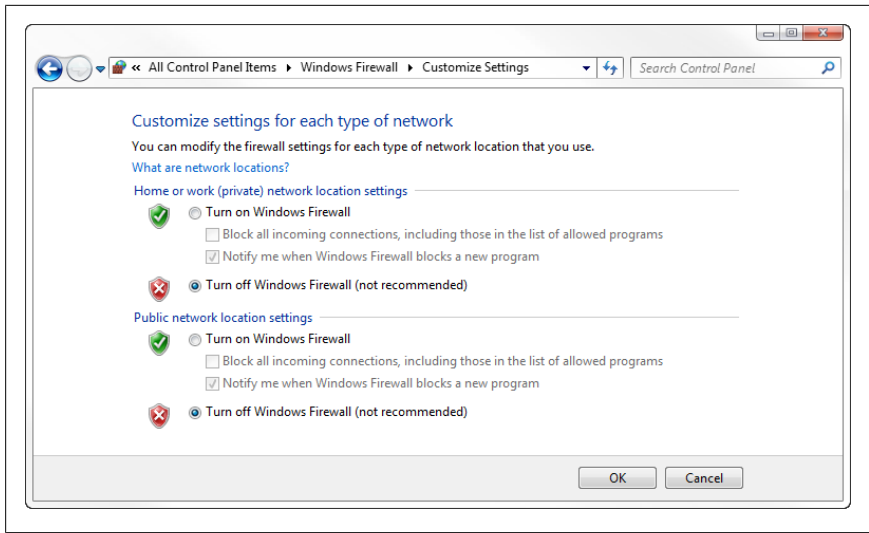 « All Control Panel Items ▸ Windows Firewall ▸ Customize Settings
Search Control Panel
Customize settings for each type of network
You can modify the firewall settings for each type of network location that you use.
What are network locations?
Home or work (private) network location settings
Turn on Windows Firewall
Block all incoming connections, including those in the list of allowed programs
Notify me when Windows Firewall blocks a new program
Turn off Windows Firewall (not recommended)
Public network location settings
Turn on Windows Firewall
Block all incoming connections, including those in the list of allowed programs
Notify me when Windows Firewall blocks a new program
Turn off Windows Firewall (not recommended)
OK
Cancel